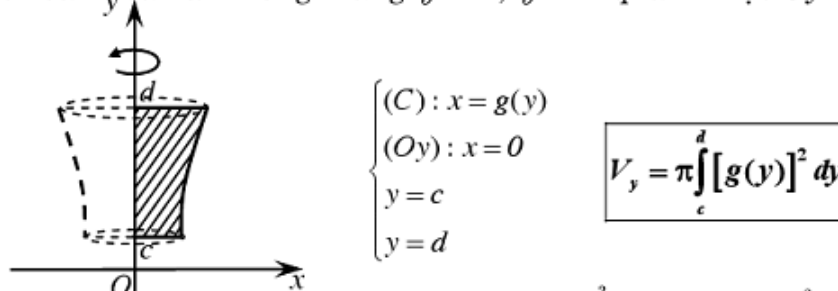 y
d
c
O
x
(C) : x = g(y)
(Oy) : x = 0
y = c
y = d
V_y = π∫_c^d [g(y)]² dy